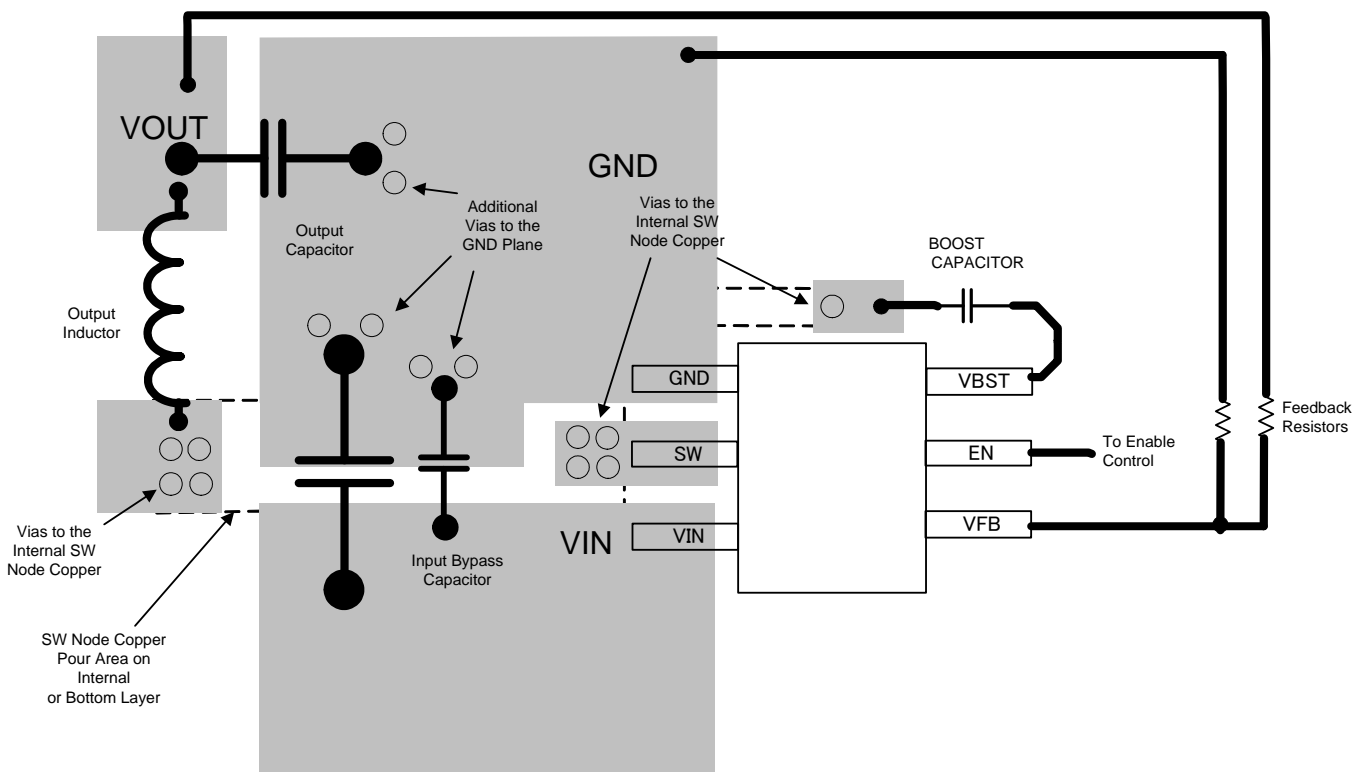 VOUT
GND
Output
Capacitor
Additional
Vias to the
GND Plane
Vias to the
Internal SW
Node Copper
BOOST
CAPACITOR
Output
Inductor
GND
VBST
SW
EN
To Enable
Control
Feedback
Resistors
VIN
VIN
VFB
Input Bypass
Capacitor
Vias to the
Internal SW
Node Copper
SW Node Copper
Pour Area on
Internal
or Bottom Layer